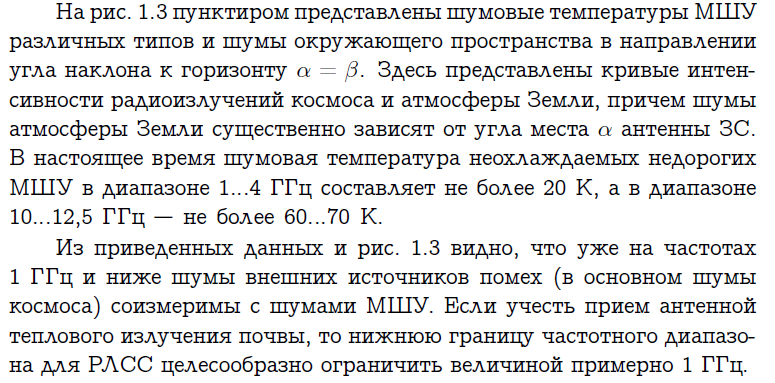 На рис. 1.3 пунктиром представлены шумовые температуры МШУ
различных типов и шумы окружающего пространства в направлении
угла наклона к горизонту α = β. Здесь представлены кривые интен-
сивности радиоизлучений космоса и атмосферы Земли, причем шумы
атмосферы Земли существенно зависят от угла места α антенны ЗС.
В настоящее время шумовая температура неохлаждаемых недорогих
МШУ в диапазоне 1...4 ГГц составляет не более 20 К, а в диапазоне
10...12,5 ГГц — не более 60...70 К.
Из приведенных данных и рис. 1.3 видно, что уже на частотах
1 ГГц и ниже шумы внешних источников помех (в основном шумы
космоса) соизмеримы с шумами МШУ. Если учесть прием антенной
теплового излучения почвы, то нижнюю границу частотного диапазо-
на для РЛСС целесообразно ограничить величиной примерно 1 ГГц.